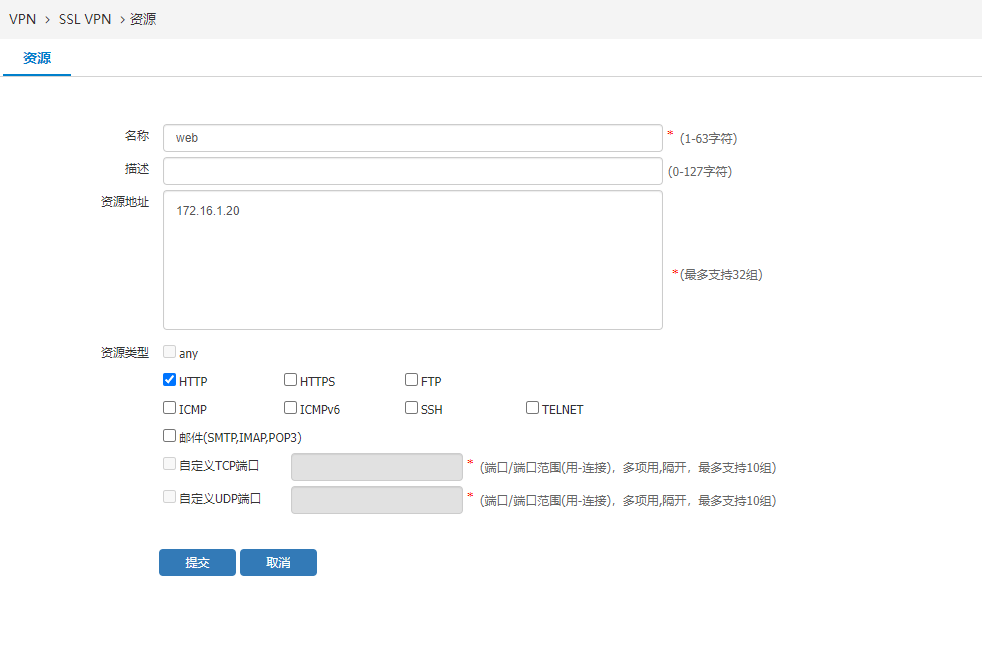 VPN > SSL VPN > 资源
资源
名称 web * (1-63字符)
描述 (0-127字符)
资源地址 172.16.1.20
*(最多支持32组)
资源类型 any
HTTP HTTPS FTP
ICMP ICMPv6 SSH TELNET
邮件(SMTP,IMAP,POP3)
自定义TCP端口 * (端口/端口范围(用-连接)，多项用,隔开，最多支持10组)
自定义UDP端口 * (端口/端口范围(用-连接)，多项用,隔开，最多支持10组)
提交 取消